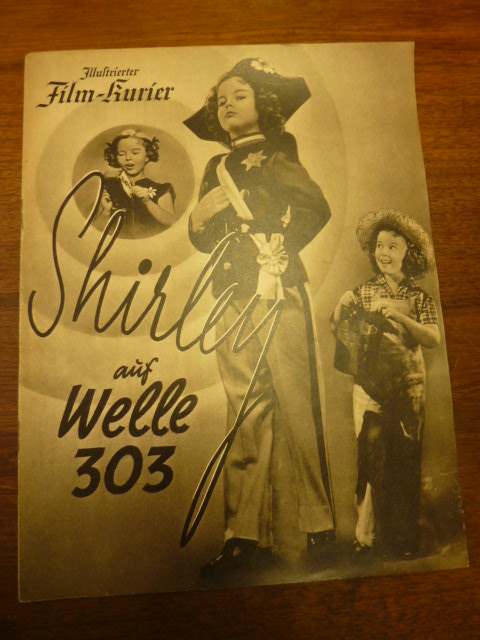 Illustrierter
Film-Kurier
Shirley
auf
Welle
303